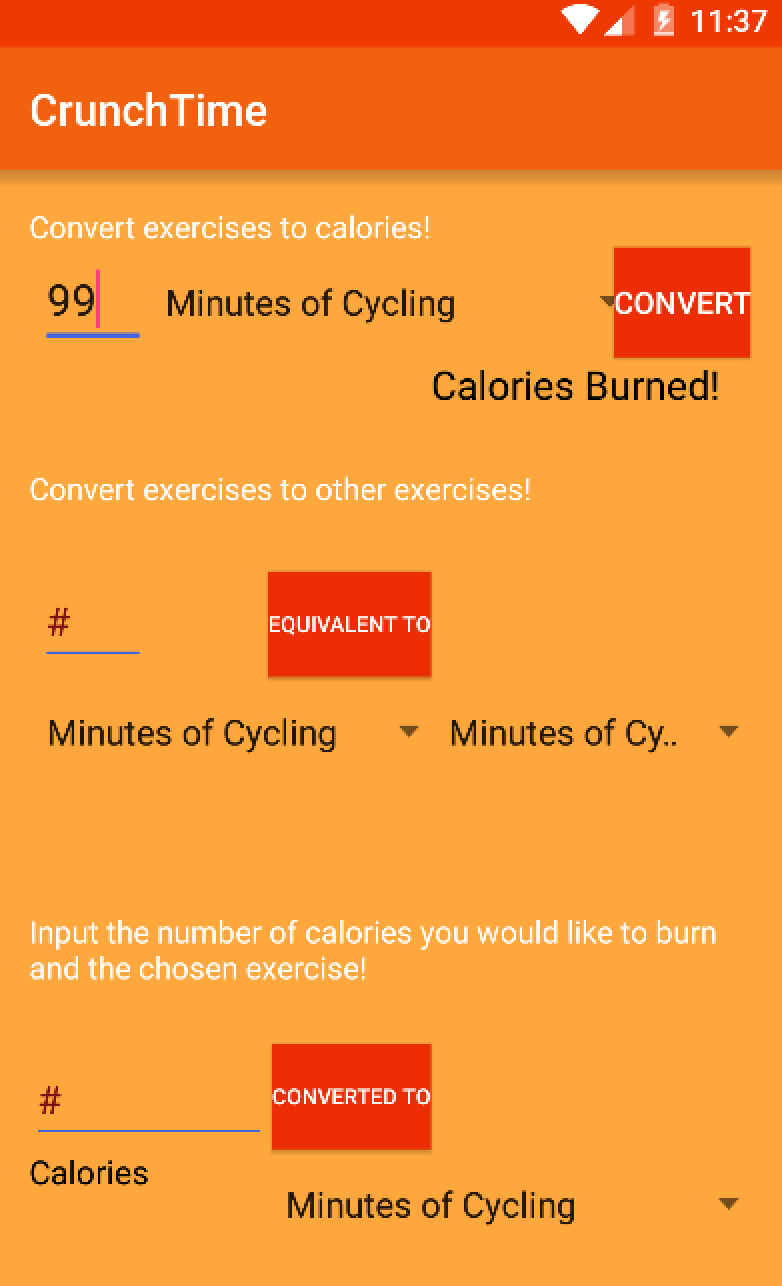 11:37
CrunchTime
Convert exercises to calories!
99 Minutes of Cycling CONVERT
Calories Burned!
Convert exercises to other exercises!
# EQUIVALENT TO
Minutes of Cycling Minutes of Cy..
Input the number of calories you would like to burn
and the chosen exercise!
# CONVERTED TO
Calories
Minutes of Cycling